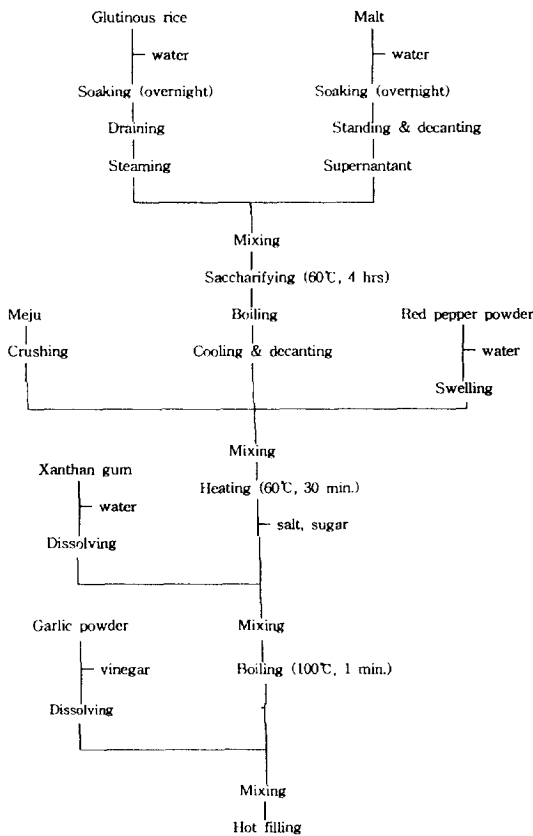 Glutinous rice Malt
water water
Soaking (overnight) Soaking (overnight)
Draining Standing & decanting
Steaming Supernantant
Mixing
Saccharifying (60℃, 4 hrs)
Meju Boiling Red pepper powder
Crushing Cooling & decanting water
Swelling
Mixing
Xanthan gum Heating (60℃, 30 min.)
water salt, sugar
Dissolving
Garlic powder Mixing
vinegar Boiling (100℃, 1 min.)
Dissolving
Mixing
Hot filling